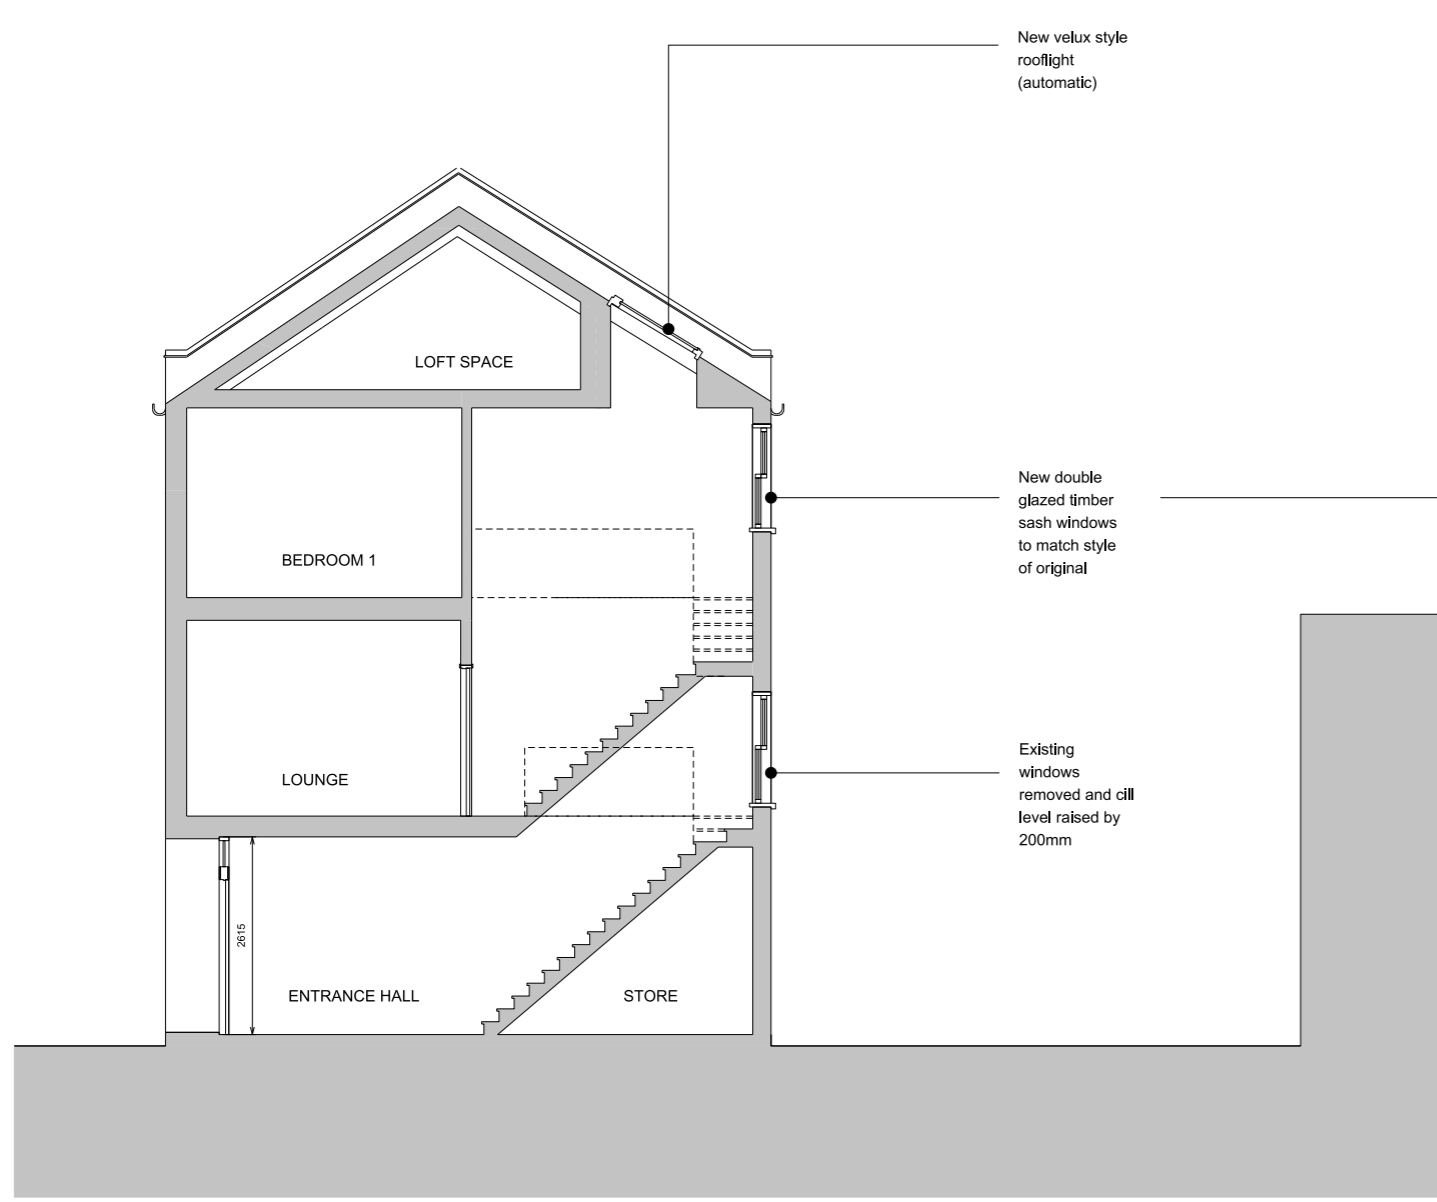 New velux style
rooflight
(automatic)
LOFT SPACE
New double
glazed timber
sash windows
to match style
of original
BEDROOM 1
LOUNGE
Existing
windows
removed and cill
level raised by
200mm
2615
ENTRANCE HALL
STORE